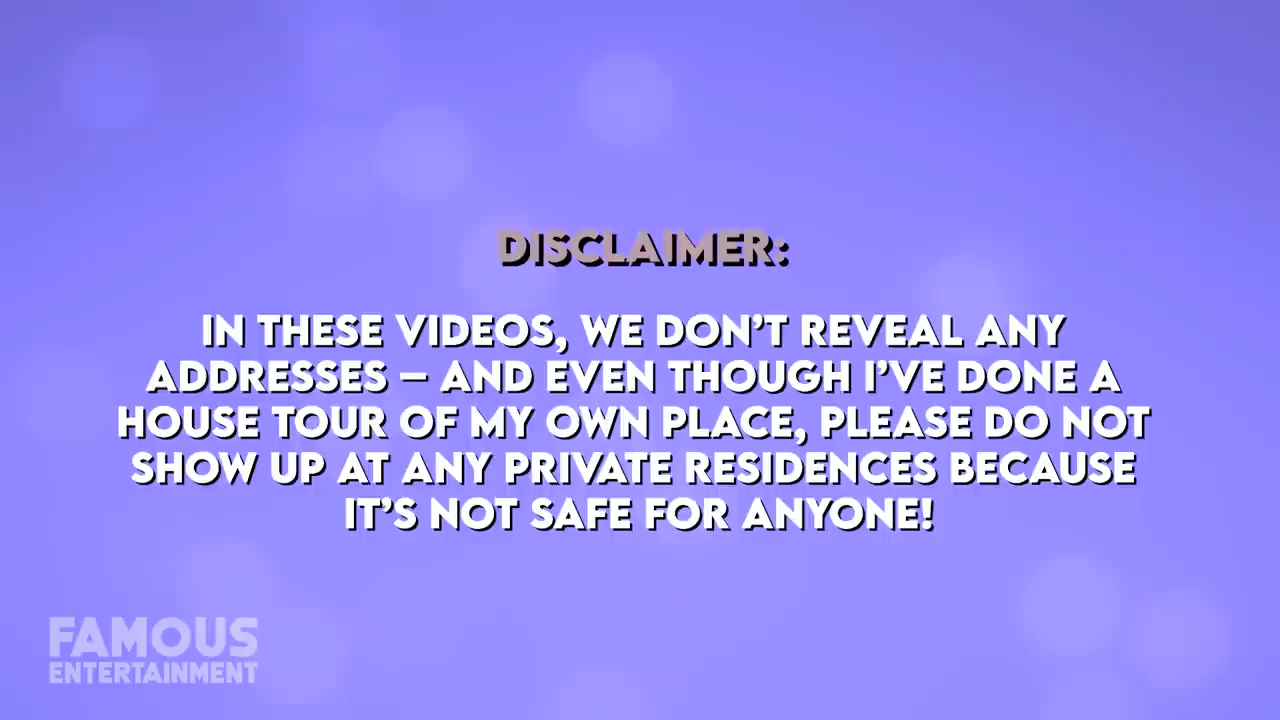 DISCLAIMER:
IN THESE VIDEOS, WE DON'T REVEAL ANY
ADDRESSES – AND EVEN THOUGH I'VE DONE A
HOUSE TOUR OF MY OWN PLACE, PLEASE DO NOT
SHOW UP AT ANY PRIVATE RESIDENCES BECAUSE
IT'S NOT SAFE FOR ANYONE!
FAMOUS
ENTERTAINMENT